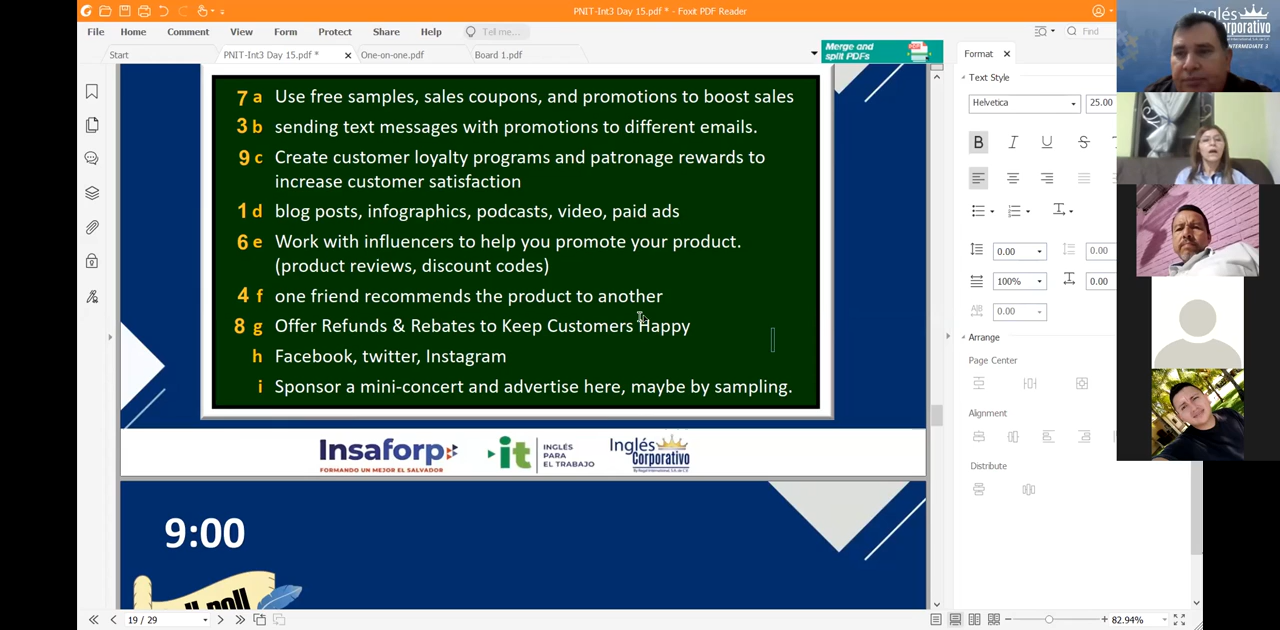 PNIT-Int3 Day 15.pdf * - Foxit PDF Reader
File Home Comment View Form Protect Share Help Tell me... Find
Start PNIT-Int3 Day 15.pdf * One-on-one.pdf Board 1.pdf
Merge and
split PDFs
Format
Text Style
Helvetica 25.00
B I U S
0.00 0.00
100% 0.00
0.00
Arrange
Page Center
Alignment
Distribute
7 a Use free samples, sales coupons, and promotions to boost sales
3 b sending text messages with promotions to different emails.
9 c Create customer loyalty programs and patronage rewards to
increase customer satisfaction
1 d blog posts, infographics, podcasts, video, paid ads
6 e Work with influencers to help you promote your product.
(product reviews, discount codes)
4 f one friend recommends the product to another
8 g Offer Refunds & Rebates to Keep Customers Happy
h Facebook, twitter, Instagram
i Sponsor a mini-concert and advertise here, maybe by sampling.
Insaforp
FORMANDO UN MEJOR EL SALVADOR
it
INGLÉS
PARA
EL TRABAJO
Inglés
Corporativo
9:00
roll
19 / 29
82.94%
Inglés
Corporativo
INTERMEDIATE 3